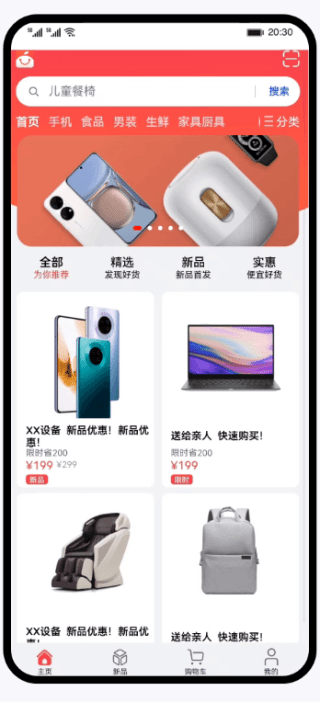 20:30
儿童餐椅
搜索
首页 手机 食品 男装 生鲜 家具厨具
分类
全部 精选 新品 实惠
为你推荐 发现好货 新品首发 便宜好货
XX设备 新品优惠！新品优
惠！
限时省200
¥199 ¥299
新品
送给亲人 快速购买！
限时省200
¥199
限时
XX设备 新品优惠！新品优
送给亲人 快速购买！
主页 新品 购物车 我的